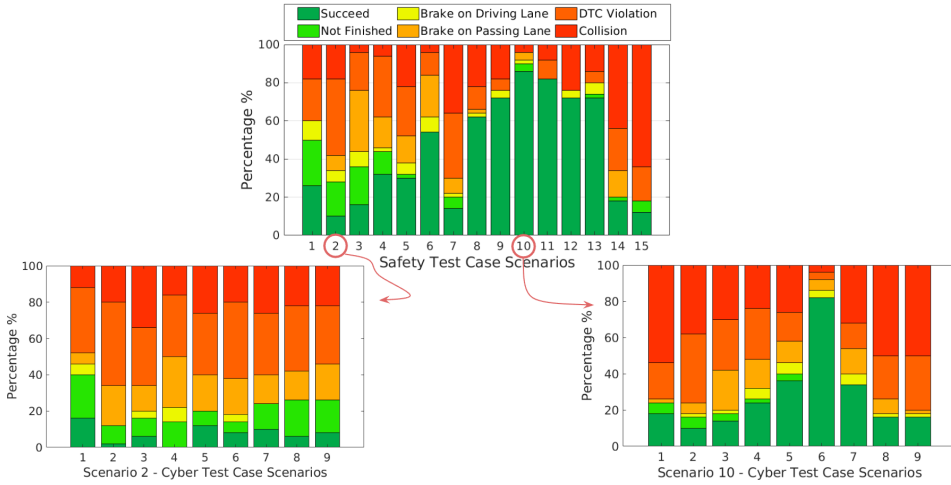 Succeed Brake on Driving Lane DTC Violation
Not Finished Brake on Passing Lane Collision
Percentage %
100
80
60
40
20
0
1 2 3 4 5 6 7 8 9 10 11 12 13 14 15
Safety Test Case Scenarios
Percentage %
100
80
60
40
20
0
1 2 3 4 5 6 7 8 9
Scenario 2 - Cyber Test Case Scenarios
Percentage %
100
80
60
40
20
0
1 2 3 4 5 6 7 8 9
Scenario 10 - Cyber Test Case Scenarios